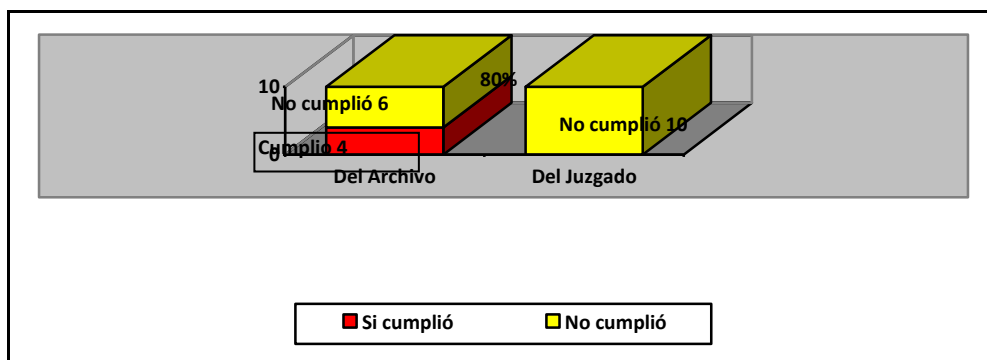 80%
10
No cumplió 6
No cumplió 10
Cumplio 4
0
Del Archivo
Del Juzgado
Si cumplió
No cumplió